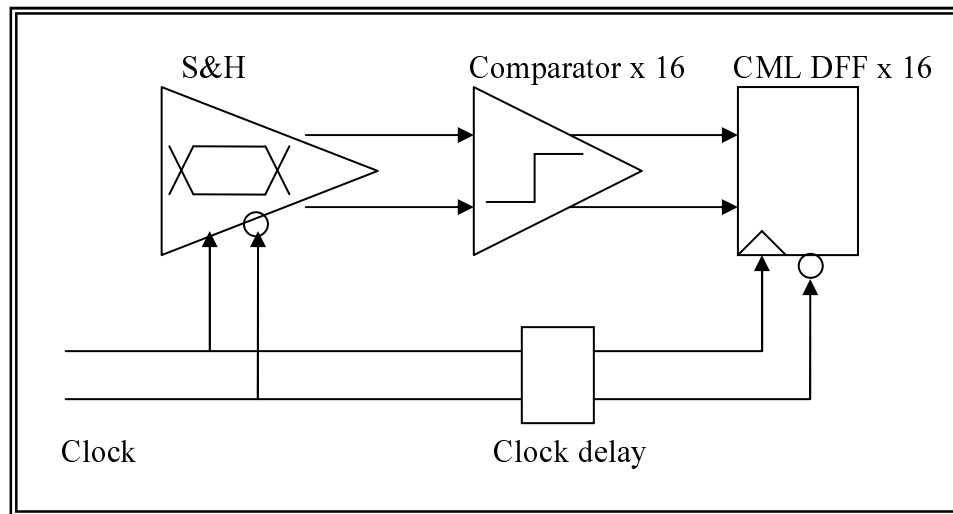 S&H
Comparator x 16
CML DFF x 16
Clock
Clock delay